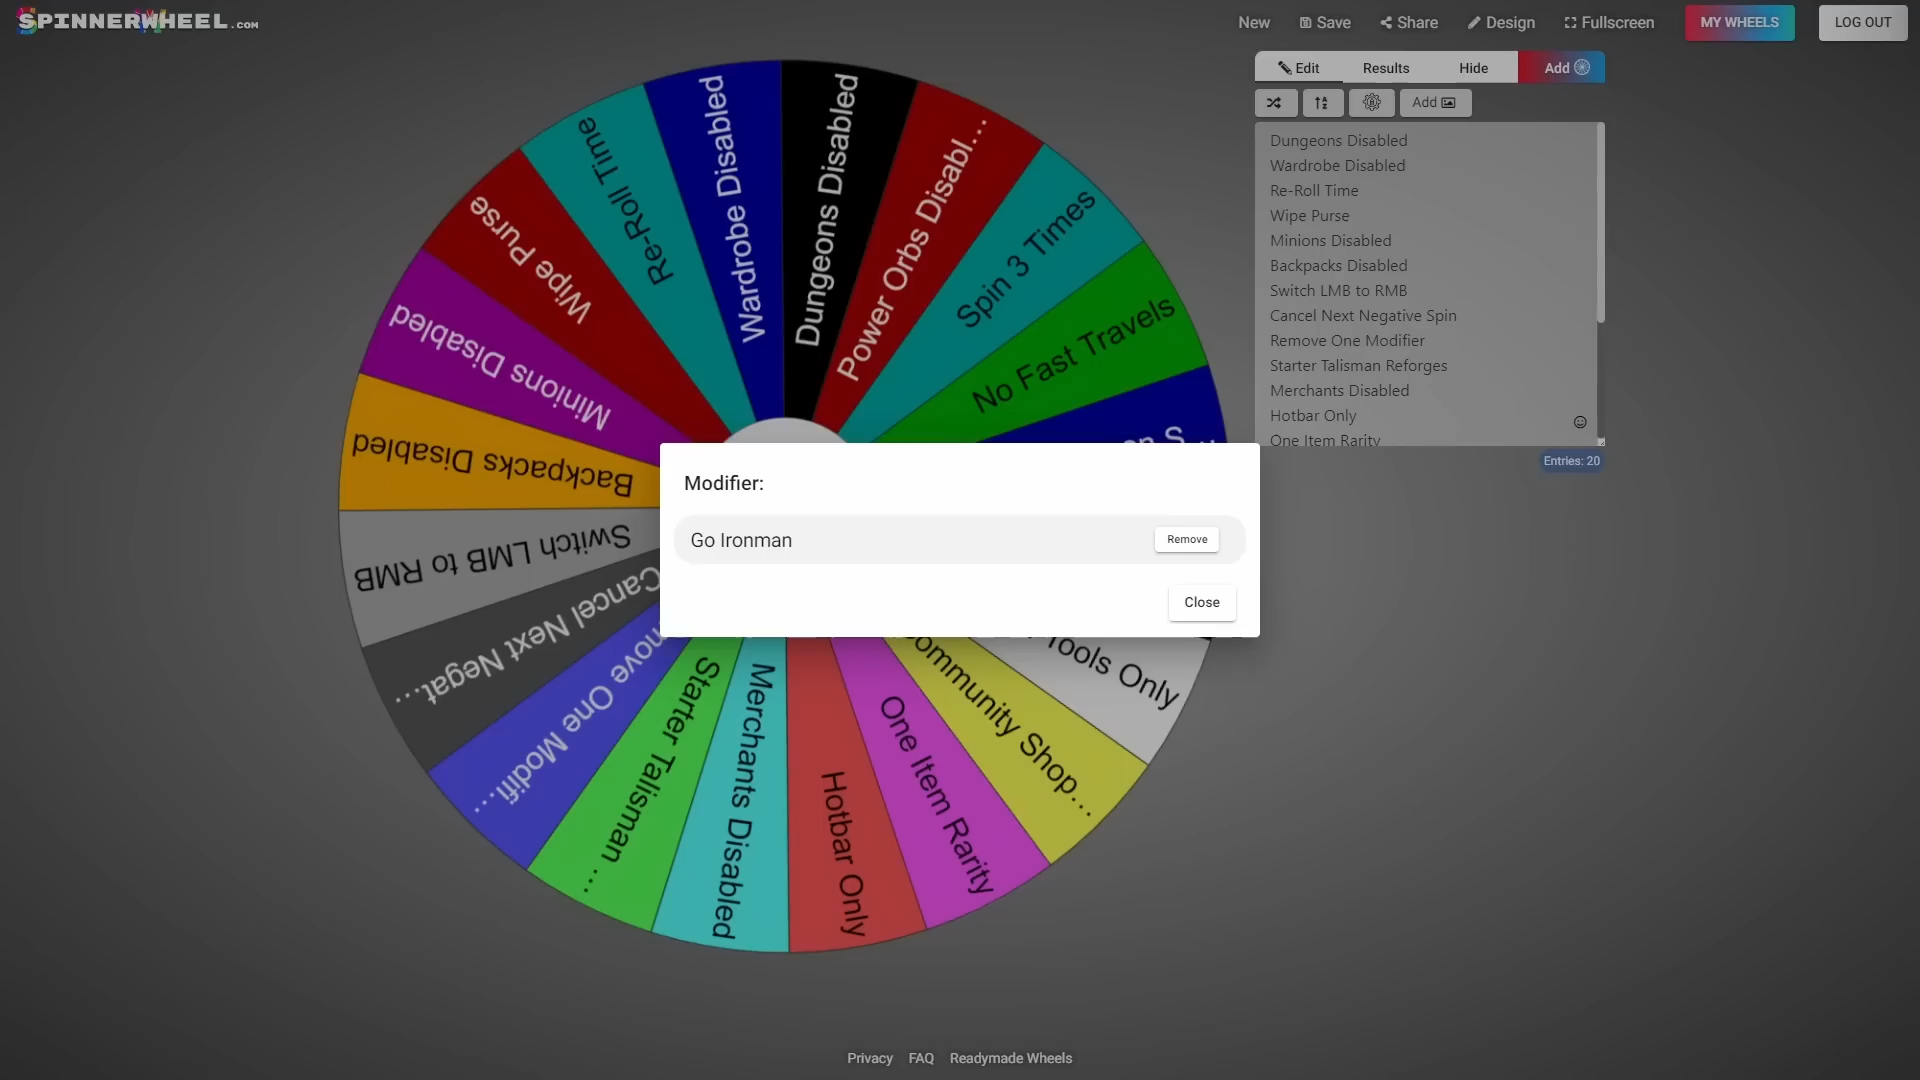 SPINNERWHEEL.COM
New
Save
Share
Design
Fullscreen
MY WHEELS
LOG OUT
Edit
Results
Hide
Add
Add
Dungeons Disabled
Wardrobe Disabled
Re-Roll Time
Wipe Purse
Minions Disabled
Backpacks Disabled
Switch LMB to RMB
Cancel Next Negative Spin
Remove One Modifier
Starter Talisman Reforges
Merchants Disabled
Hotbar Only
One Item Rarity
Entries: 20
Dungeons Disabled
Power Orbs Disabl...
Spin 3 Times
No Fast Travels
Tools Only
ommunity Shop...
One Item Rarity
Hotbar Only
Merchants Disabled
Starter Talisman ...
move One Modifi...
Cancel Next Negat...
Switch LMB to RMB
Backpacks Disabled
Minions Disabled
Wipe Purse
Re-Roll Time
Wardrobe Disabled
Modifier:
Go Ironman
Remove
Close
Privacy
FAQ
Readymade Wheels